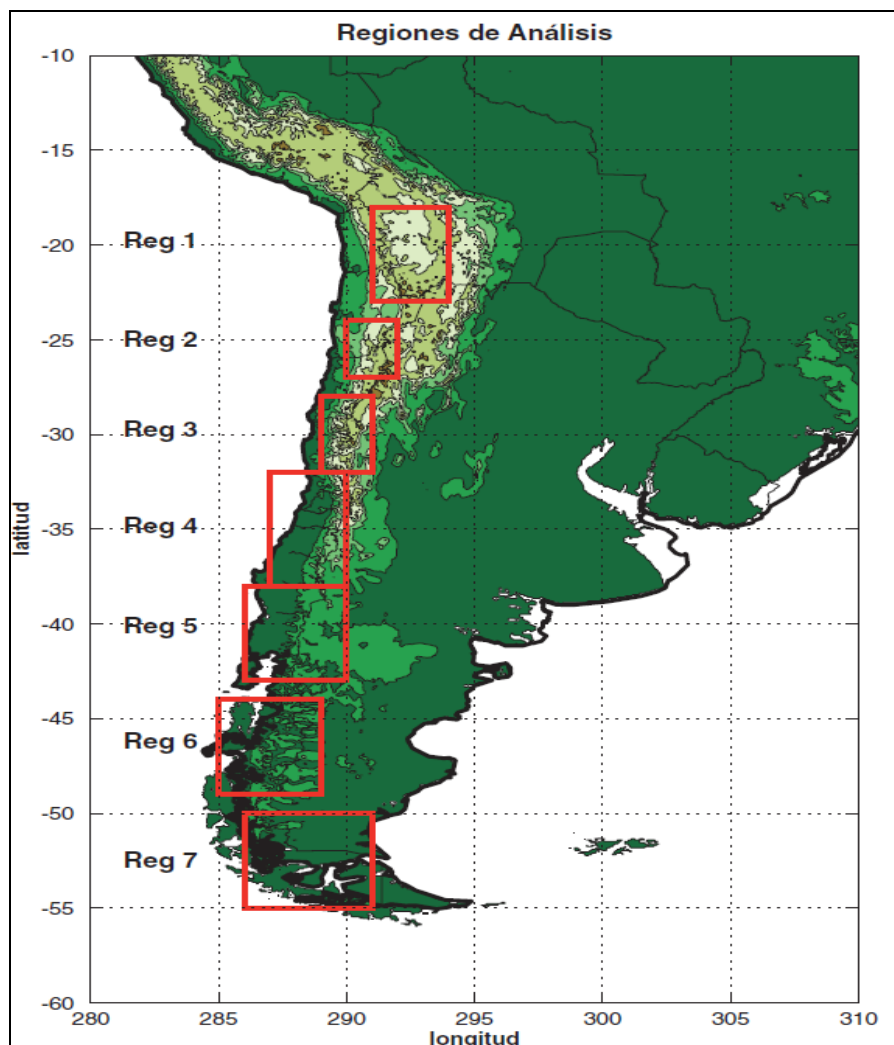 Regiones de Análisis
-10
-15
Reg 1
-20
Reg 2
-25
Reg 3
-30
Reg 4
-35
latitud
Reg 5
-40
Reg 6
-45
-50
Reg 7
-55
-60
280 285 290 295 300 305 310
longitud